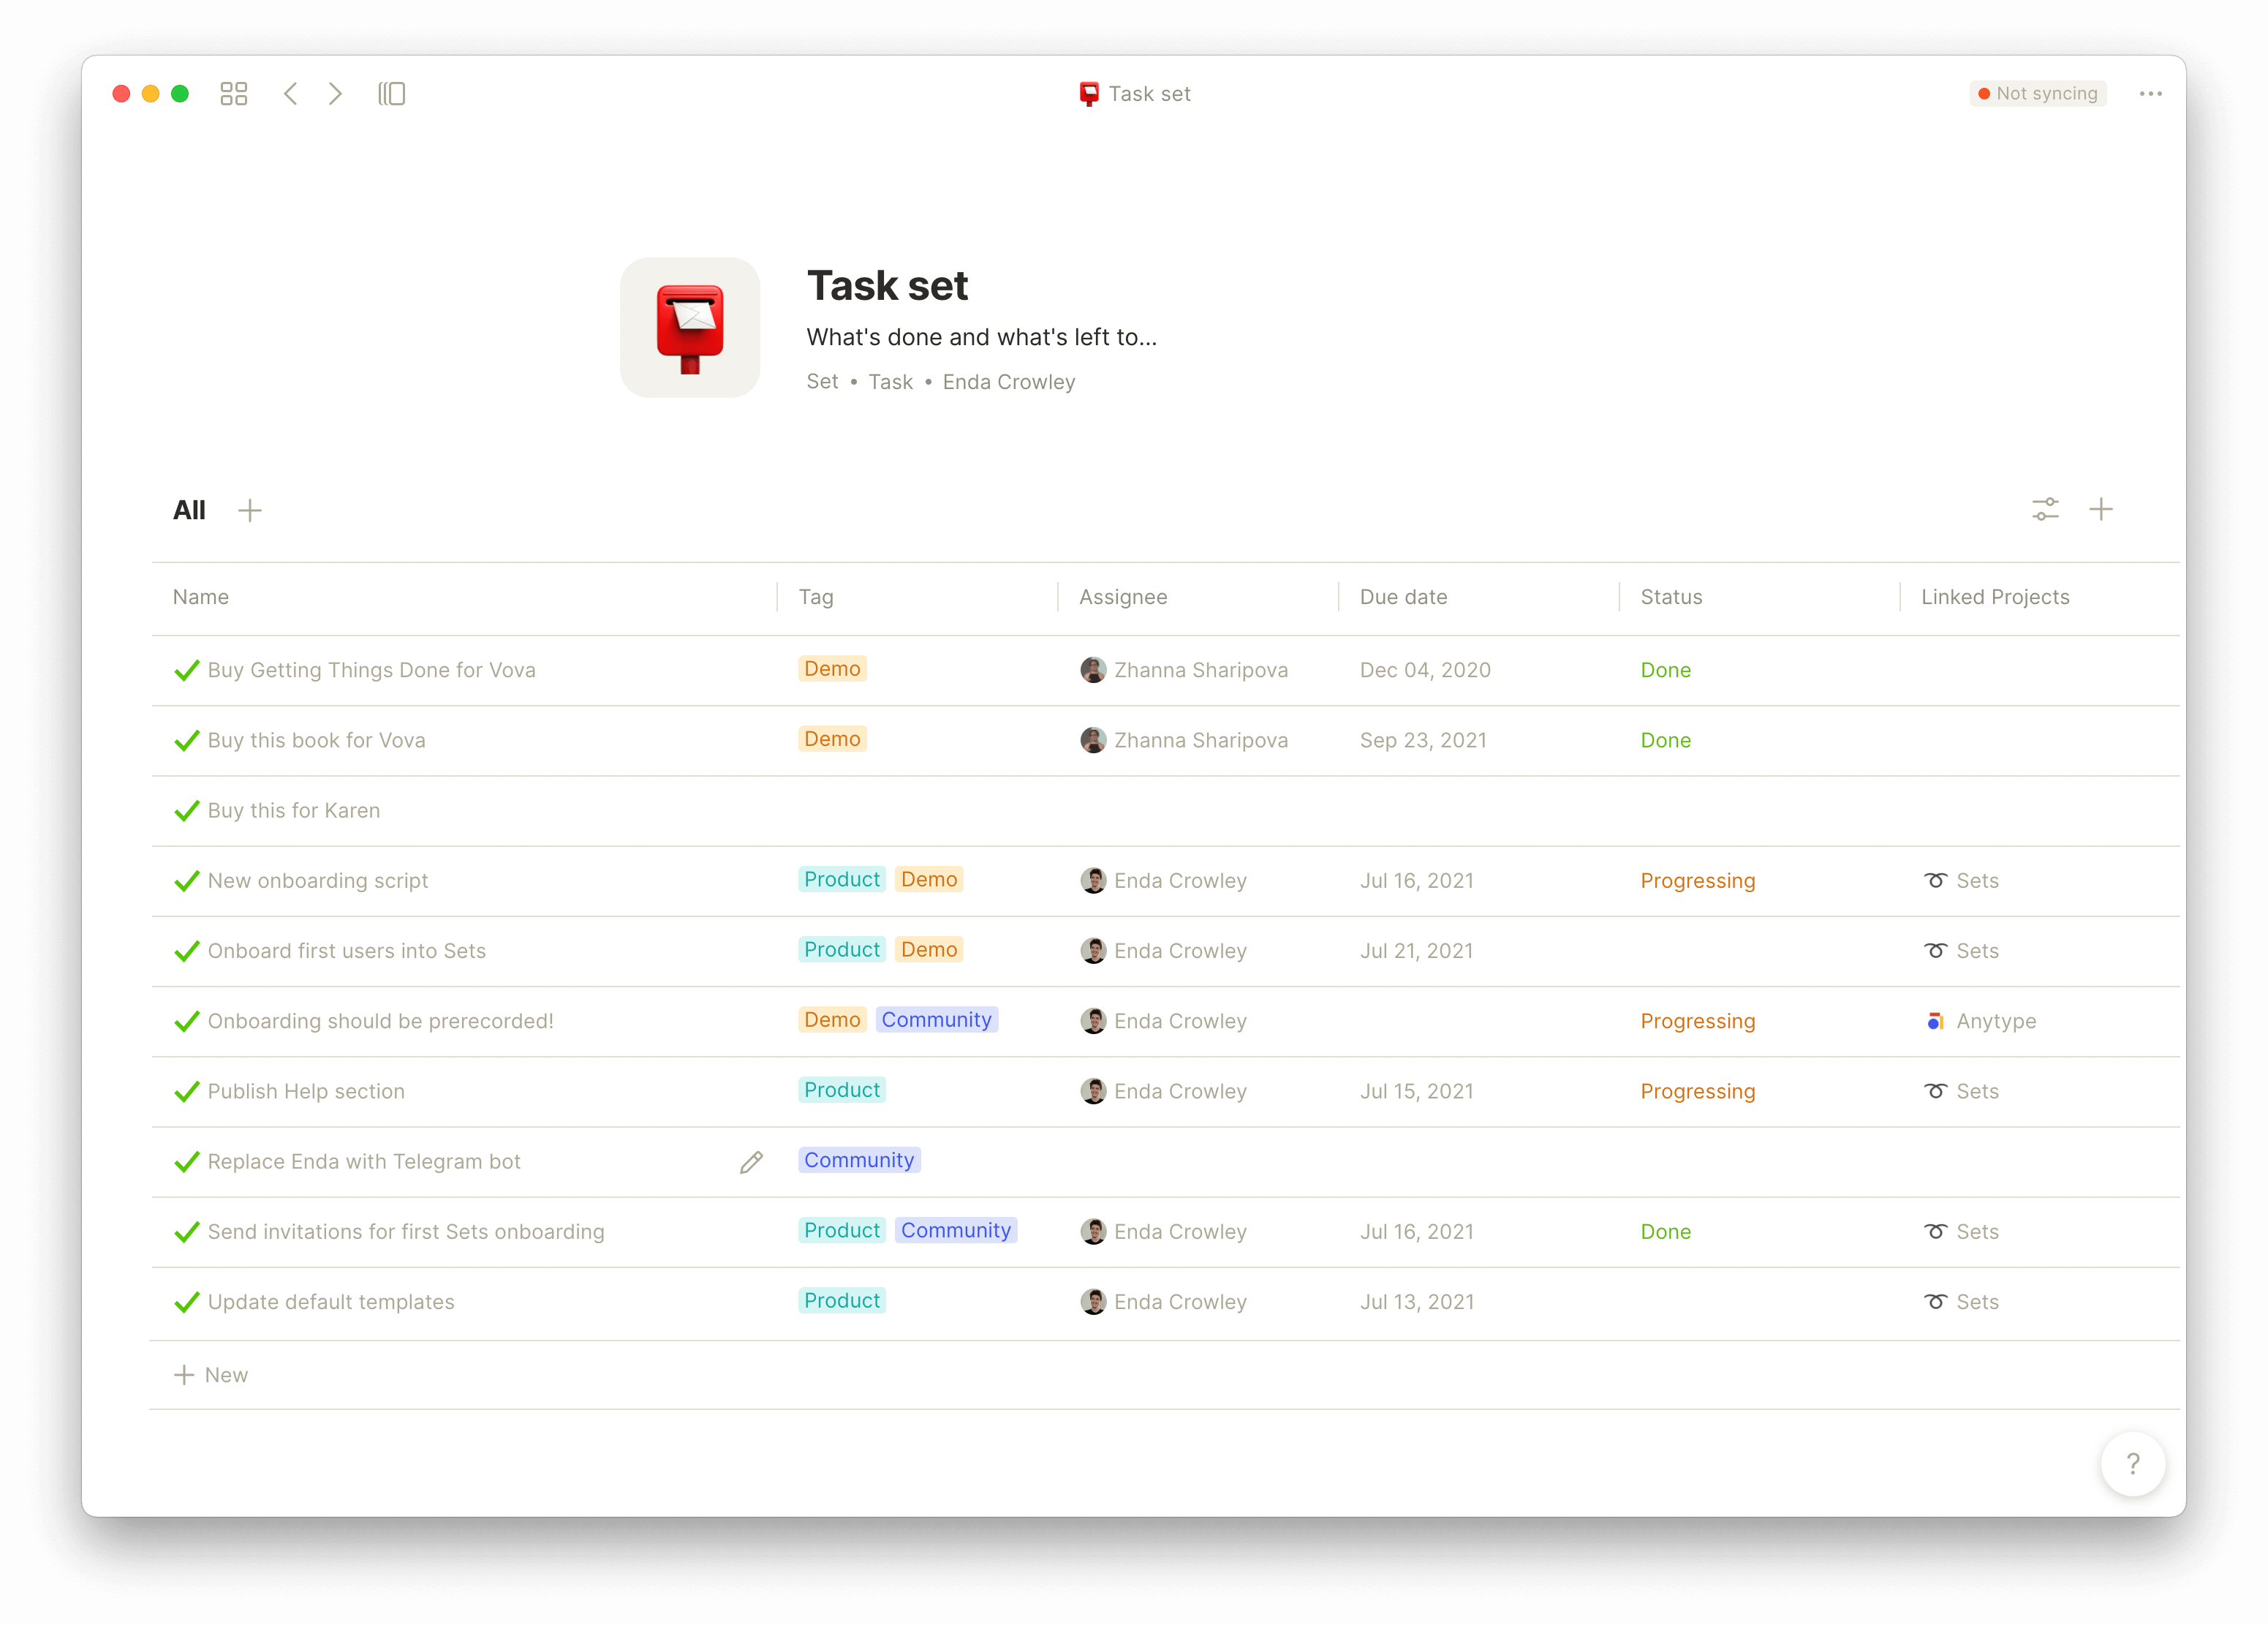 Task set
Not syncing
Task set
What's done and what's left to...
Set • Task • Enda Crowley
All
Name Tag Assignee Due date Status Linked Projects
Buy Getting Things Done for Vova Demo Zhanna Sharipova Dec 04, 2020 Done
Buy this book for Vova Demo Zhanna Sharipova Sep 23, 2021 Done
Buy this for Karen
New onboarding script Product Demo Enda Crowley Jul 16, 2021 Progressing Sets
Onboard first users into Sets Product Demo Enda Crowley Jul 21, 2021 Sets
Onboarding should be prerecorded! Demo Community Enda Crowley Progressing Anytype
Publish Help section Product Enda Crowley Jul 15, 2021 Progressing Sets
Replace Enda with Telegram bot Community
Send invitations for first Sets onboarding Product Community Enda Crowley Jul 16, 2021 Done Sets
Update default templates Product Enda Crowley Jul 13, 2021 Sets
New
?